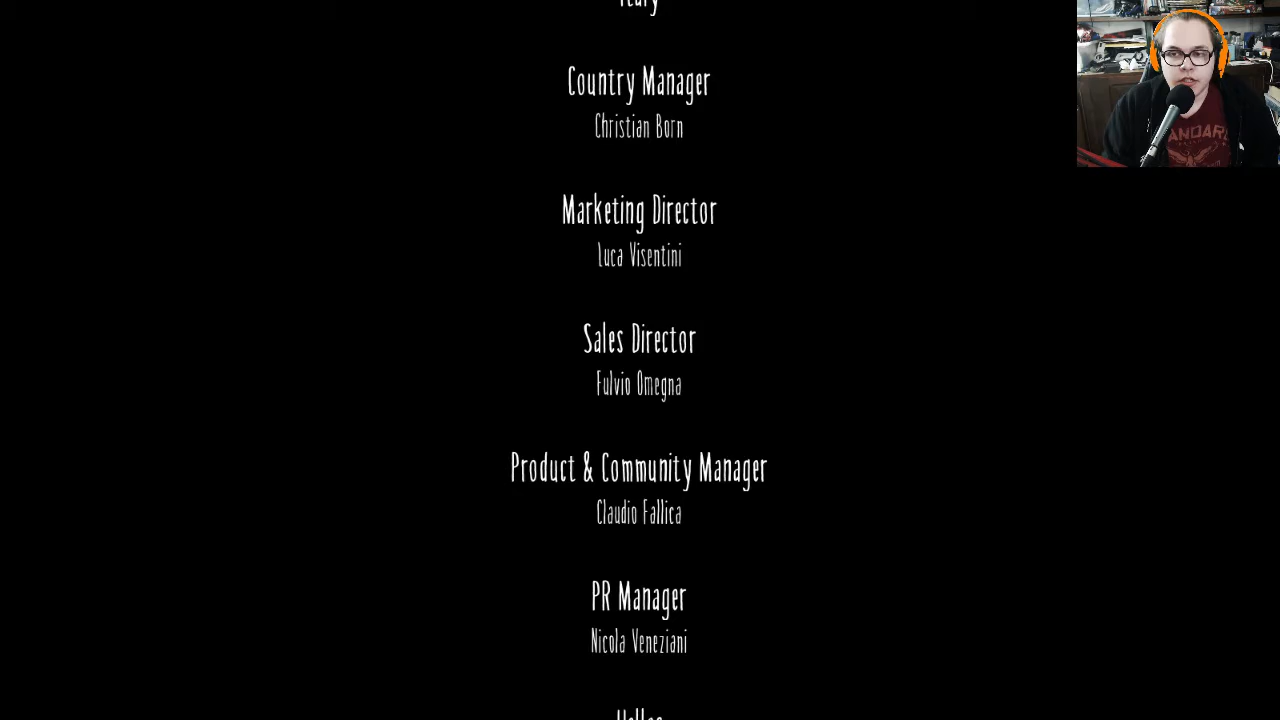 Italy
Country Manager
Christian Born
Marketing Director
Luca Visentini
Sales Director
Fulvio Omegna
Product & Community Manager
Claudio Fallica
PR Manager
Nicola Veneziani